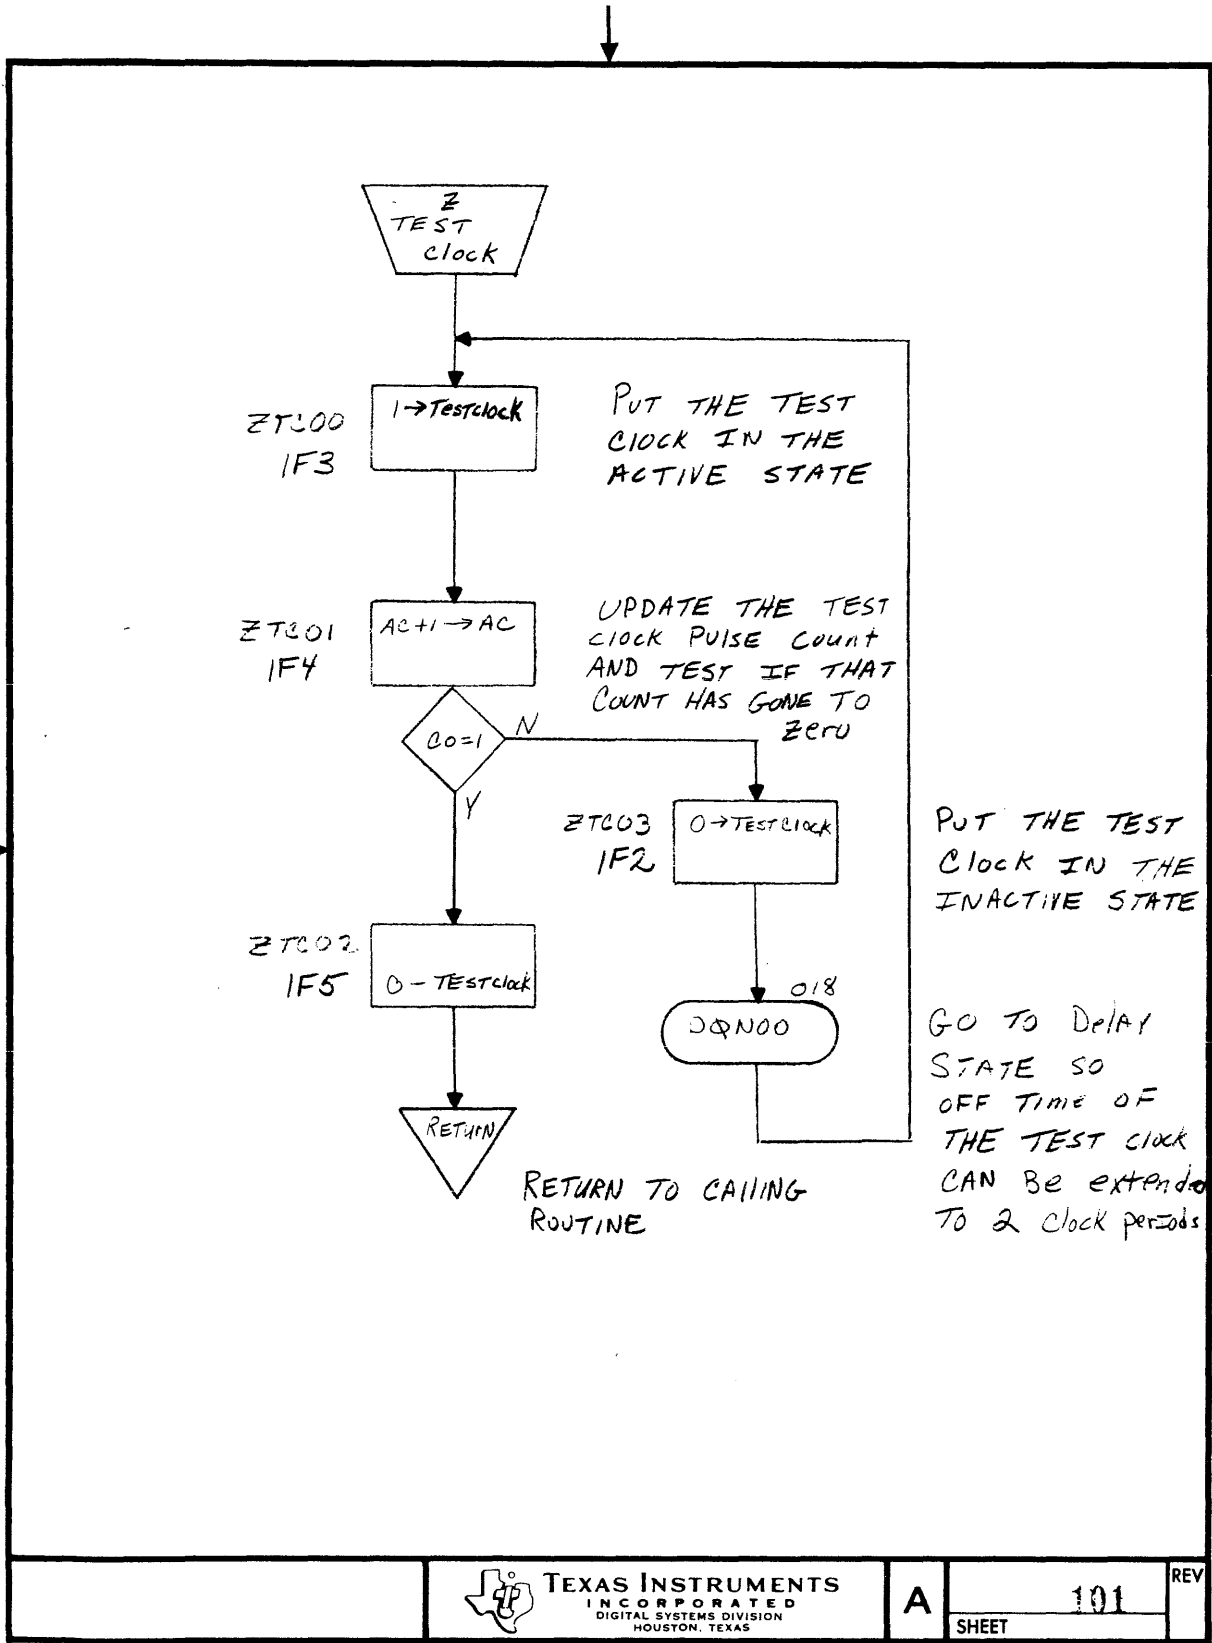 Z
TEST
clock
ZTC00
1F3
1→Testclock
PUT THE TEST
Clock IN THE
ACTIVE STATE
ZTC01
1F4
AC+1→AC
UPDATE THE TEST
clock PUlSE Count
AND TEST IF THAT
COUNT HAS GONE TO
Zero
CO=1
N
Y
ZTC03
1F2
0→TESTClock
PUT THE TEST
Clock IN THE
INACTIVE STATE
ZTC02
1F5
0-TESTclock
018
GO TO DelAY
STATE SO
OFF Time OF
THE TEST clock
CAN Be extended
TO 2 clock periods
RETURN
RETURN TO CAllING
ROUTINE
TEXAS INSTRUMENTS
INCORPORATED
DIGITAL SYSTEMS DIVISION
HOUSTON, TEXAS
A
101
SHEET
REV